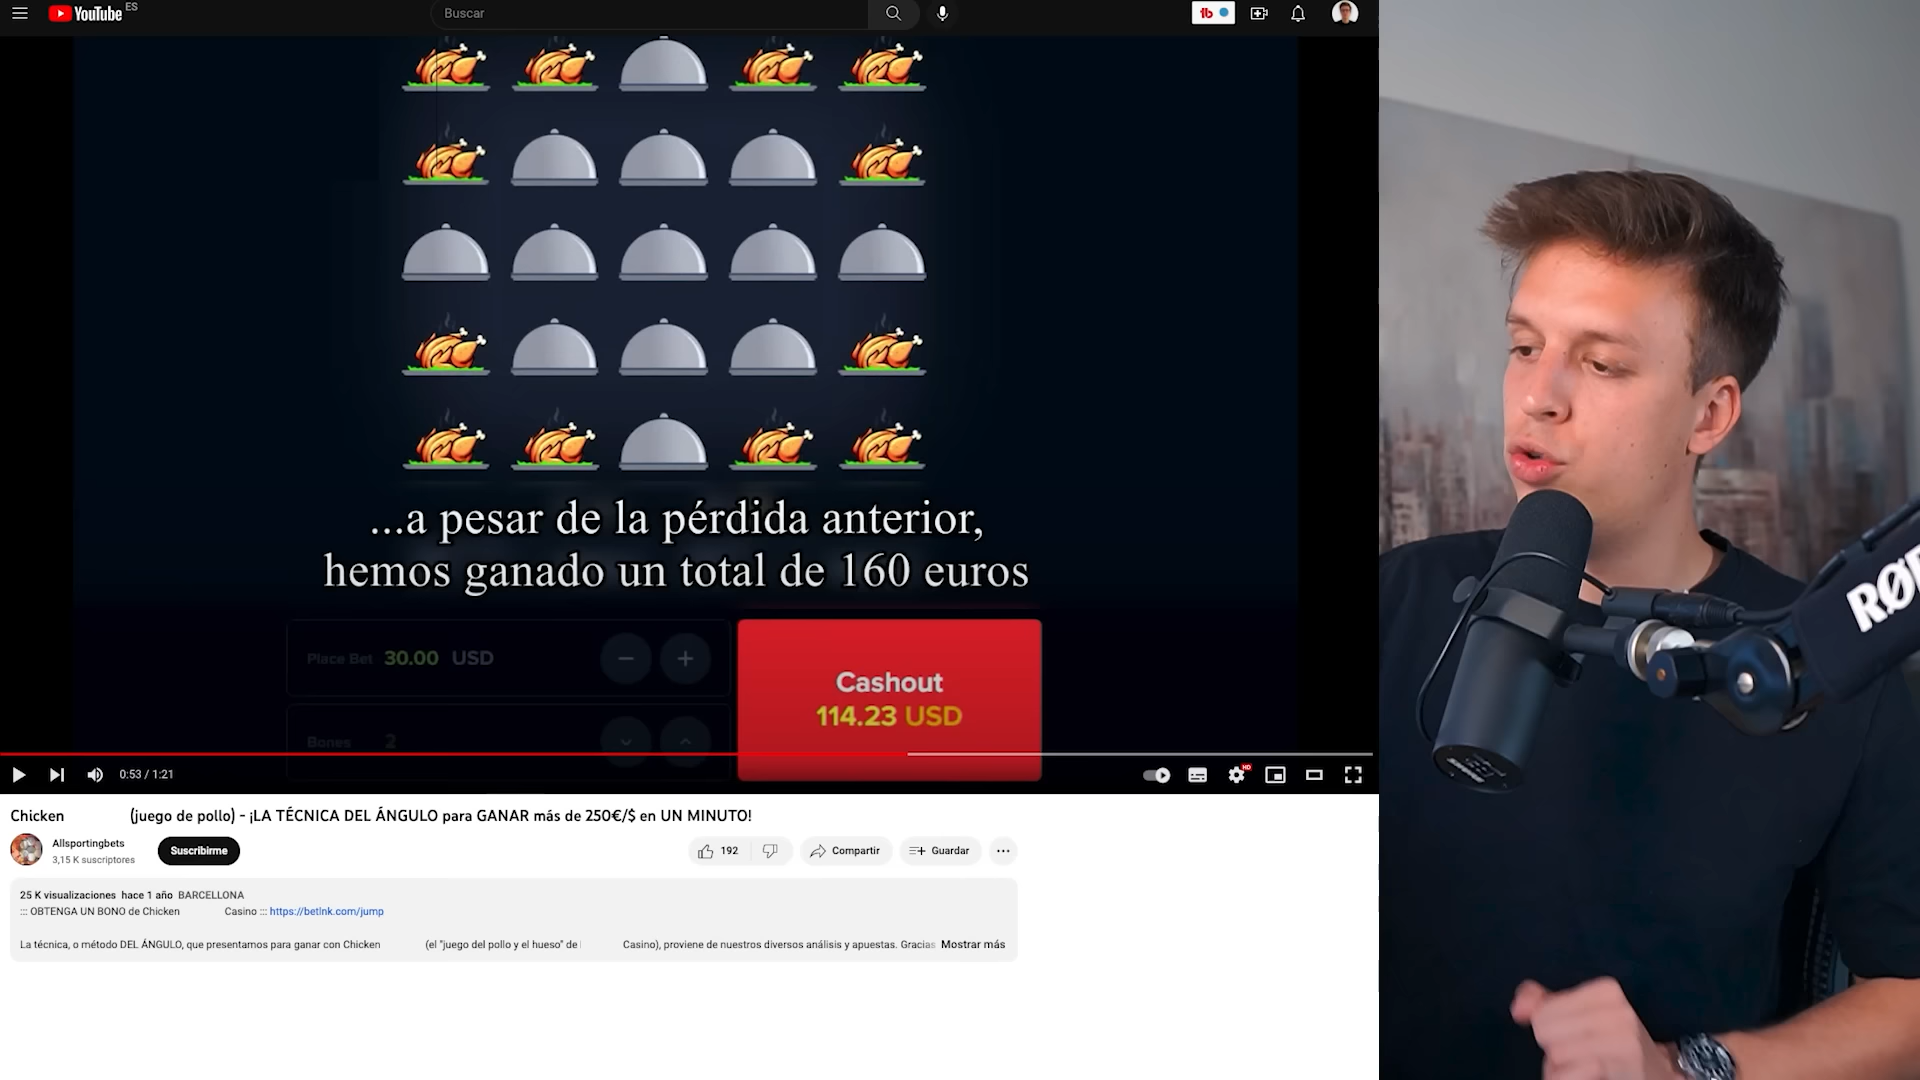 YouTube ES
Buscar
...a pesar de la pérdida anterior,
hemos ganado un total de 160 euros
Place Bet 30.00 USD
Cashout
114.23 USD
Bones 2
0:53 / 1:21
HD
Chicken (juego de pollo) - ¡LA TÉCNICA DEL ÁNGULO para GANAR más de 250€/$ en UN MINUTO!
Allsportingbets
3,15 K suscriptores
Suscribirme
192
Compartir
Guardar
25 K visualizaciones hace 1 año BARCELLONA
::: OBTENGA UN BONO de Chicken Casino ::: https://betlnk.com/jump
La técnica, o método DEL ÁNGULO, que presentamos para ganar con Chicken (el "juego del pollo y el hueso" de Casino), proviene de nuestros diversos análisis y apuestas. Gracias Mostrar más